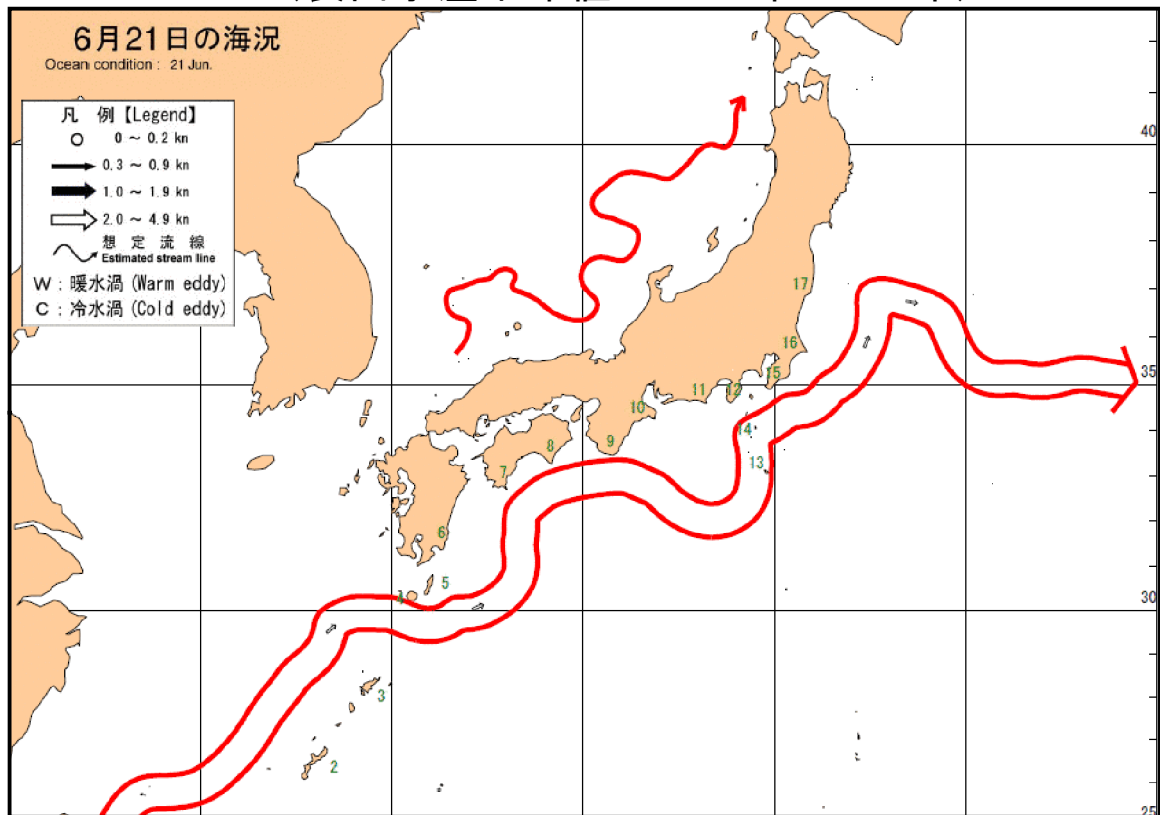 6月21日の海況
Ocean condition : 21 Jun.
凡 例【Legend】
0 ～ 0.2 kn
0.3 ～ 0.9 kn
1.0 ～ 1.9 kn
2.0 ～ 4.9 kn
想 定 流 線
Estimated stream line
W : 暖水渦 (Warm eddy)
C : 冷水渦 (Cold eddy)
40
17
16
35
15
12
11
10
14
9
8
13
7
6
5
30
3
2
25